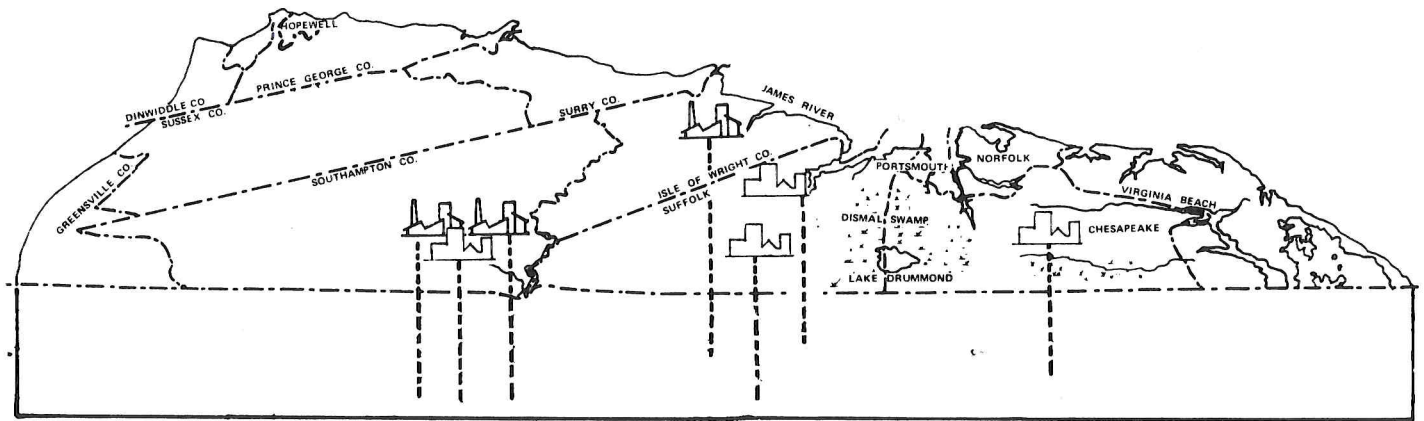 HOPEWELL
PRINCE GEORGE CO.
DINWIDDLE CO
SUSSEX CO.
SURRY CO.
SOUTHAMPTON CO.
GREENSVILLE CO.
JAMES RIVER
ISLE OF WRIGHT CO.
SUFFOLK
PORTSMOUTH
NORFOLK
VIRGINIA BEACH
DISMAL SWAMP
CHESAPEAKE
LAKE DRUMMOND